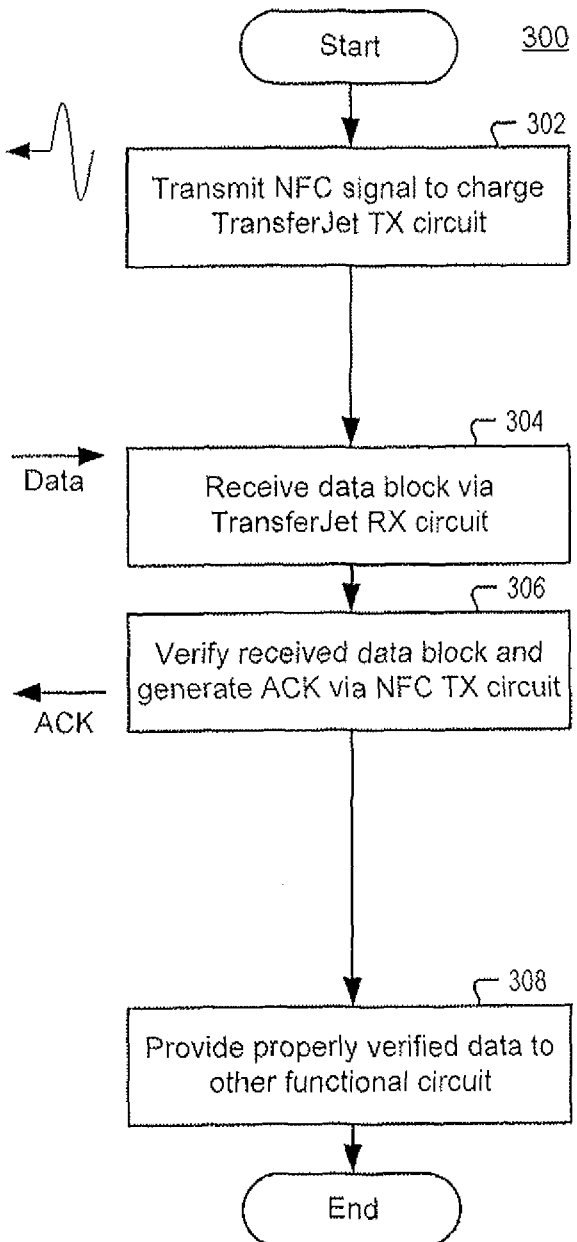 Start
300
302
Transmit NFC signal to charge
TransferJet TX circuit
304
Data
Receive data block via
TransferJet RX circuit
306
Verify received data block and
generate ACK via NFC TX circuit
ACK
308
Provide properly verified data to
other functional circuit
End